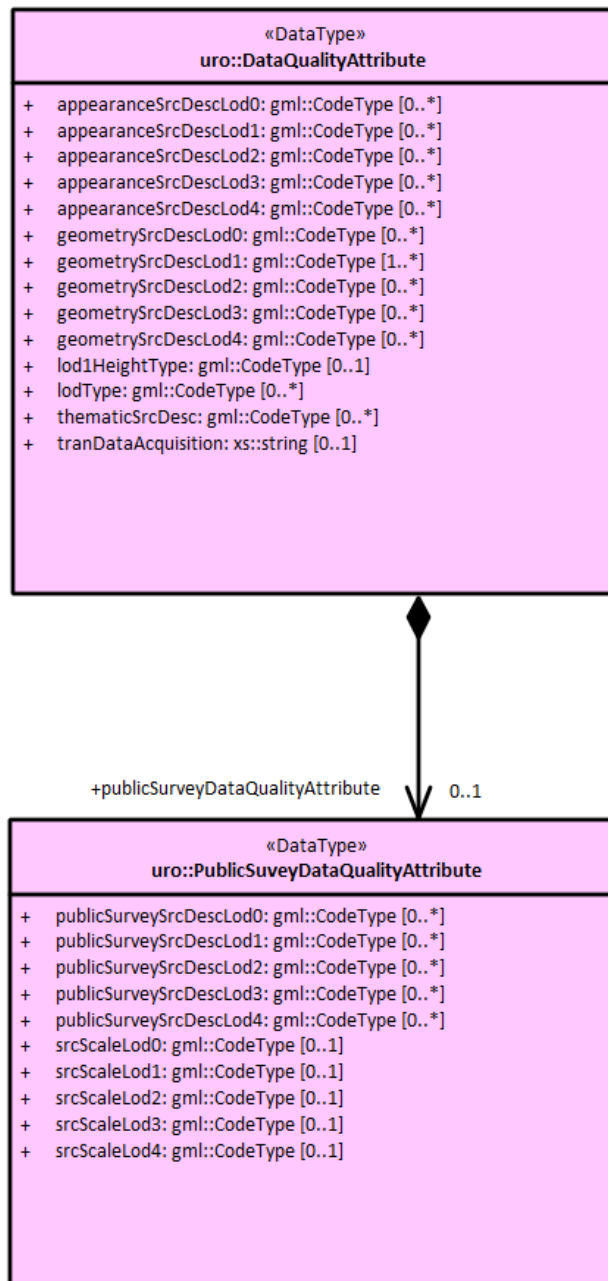 «DataType»
uro::DataQualityAttribute
+ appearanceSrcDescLod0: gml::CodeType [0..*]
+ appearanceSrcDescLod1: gml::CodeType [0..*]
+ appearanceSrcDescLod2: gml::CodeType [0..*]
+ appearanceSrcDescLod3: gml::CodeType [0..*]
+ appearanceSrcDescLod4: gml::CodeType [0..*]
+ geometrySrcDescLod0: gml::CodeType [0..*]
+ geometrySrcDescLod1: gml::CodeType [1..*]
+ geometrySrcDescLod2: gml::CodeType [0..*]
+ geometrySrcDescLod3: gml::CodeType [0..*]
+ geometrySrcDescLod4: gml::CodeType [0..*]
+ lod1HeightType: gml::CodeType [0..1]
+ lodType: gml::CodeType [0..*]
+ thematicSrcDesc: gml::CodeType [0..*]
+ tranDataAcquisition: xs::string [0..1]
+publicSurveyDataQualityAttribute 0..1
«DataType»
uro::PublicSuveyDataQualityAttribute
+ publicSurveySrcDescLod0: gml::CodeType [0..*]
+ publicSurveySrcDescLod1: gml::CodeType [0..*]
+ publicSurveySrcDescLod2: gml::CodeType [0..*]
+ publicSurveySrcDescLod3: gml::CodeType [0..*]
+ publicSurveySrcDescLod4: gml::CodeType [0..*]
+ srcScaleLod0: gml::CodeType [0..1]
+ srcScaleLod1: gml::CodeType [0..1]
+ srcScaleLod2: gml::CodeType [0..1]
+ srcScaleLod3: gml::CodeType [0..1]
+ srcScaleLod4: gml::CodeType [0..1]